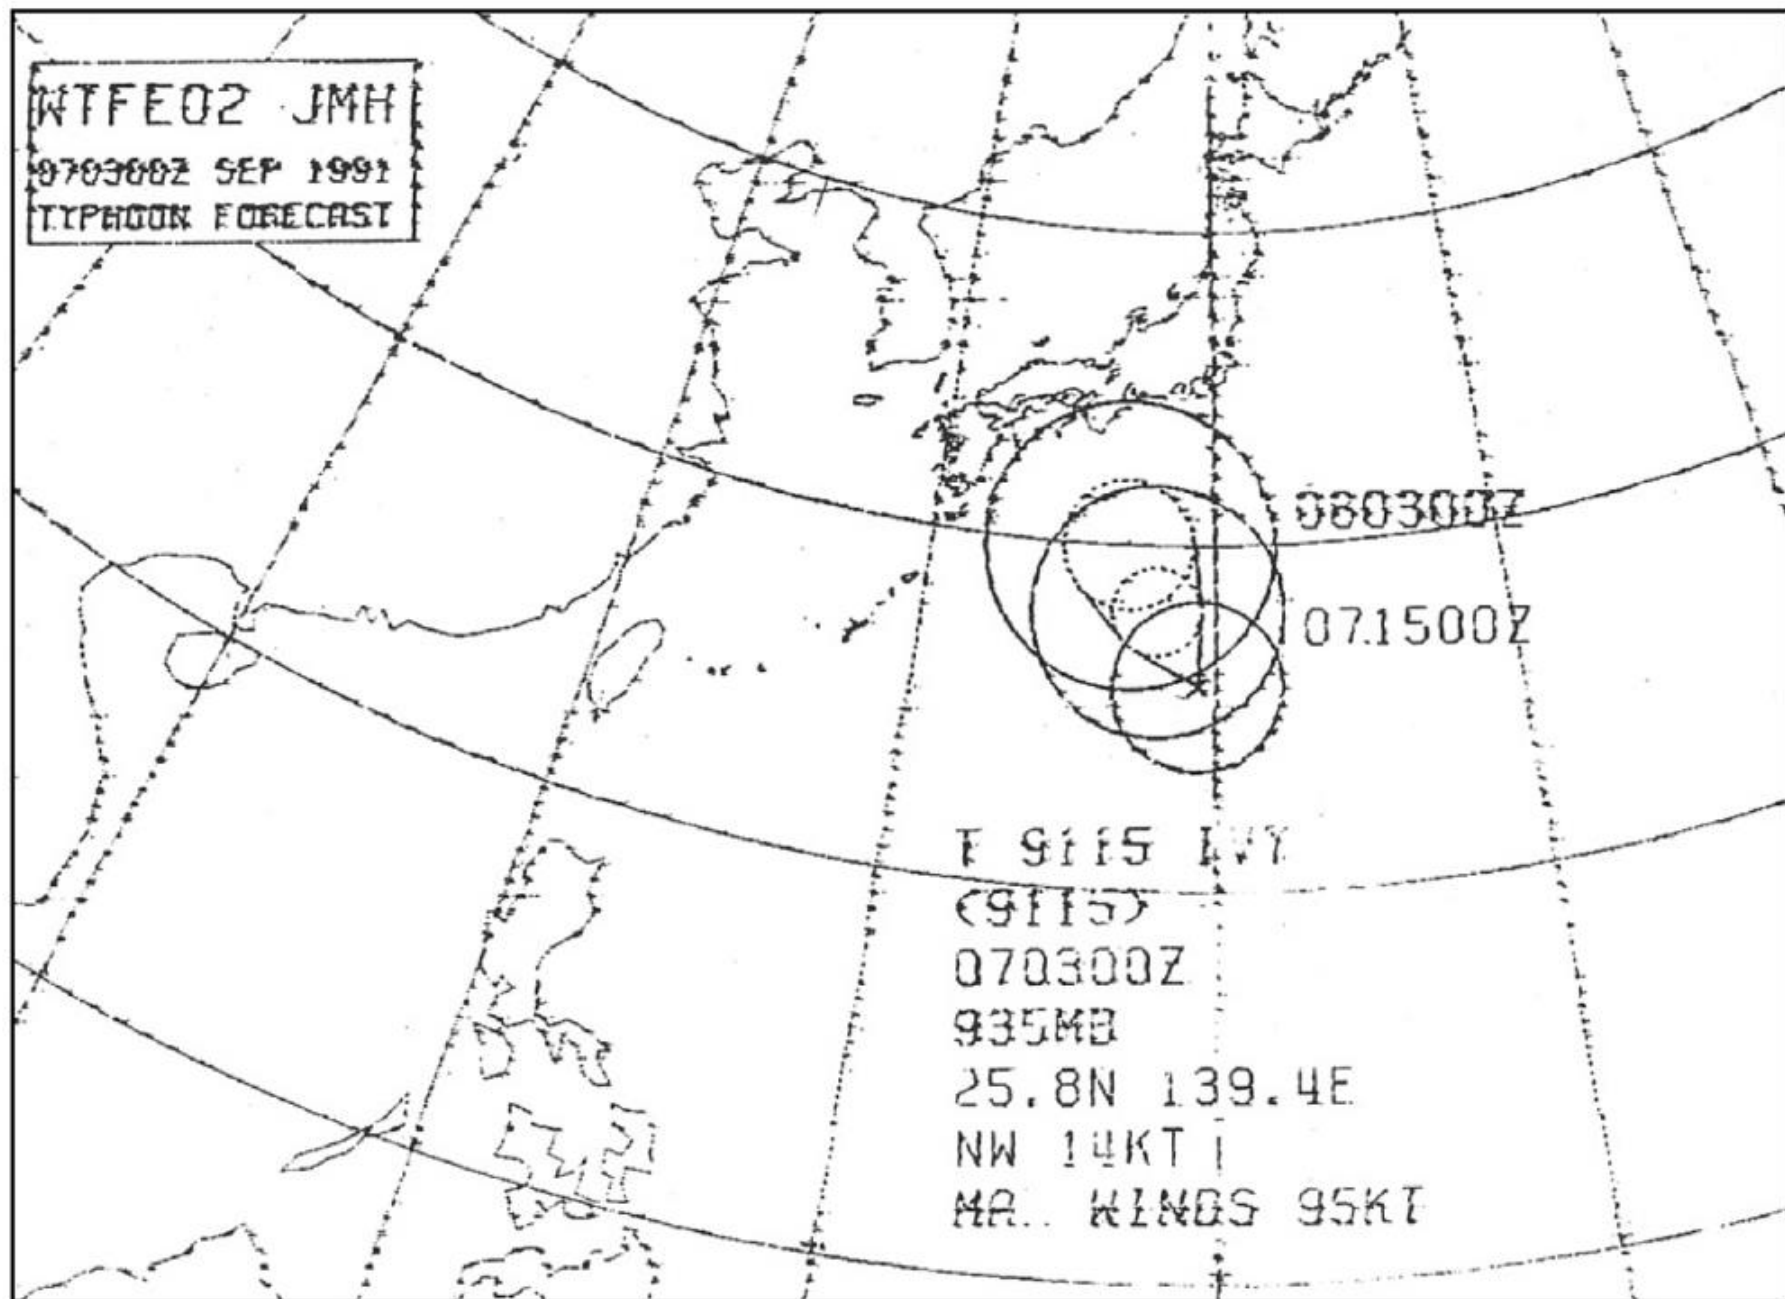 WTFE02 JMH
070300Z SEP 1991
TYPHOON FORECAST
080300Z
071500Z
T 9115 IVY
(9115)
070300Z
935MB
25.8N 139.4E
NW 14KT
WINDS 95KT